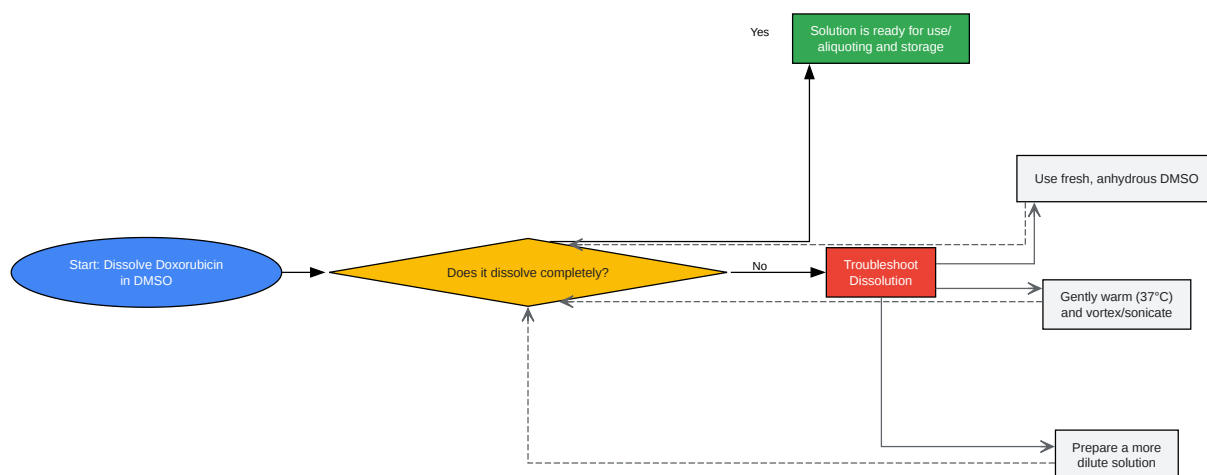 Yes
Solution is ready for use/
aliquoting and storage
Use fresh, anhydrous DMSO
Start: Dissolve Doxorubicin
in DMSO
Does it dissolve completely?
No
Troubleshoot
Dissolution
Gently warm (37°C)
and vortex/sonicate
Prepare a more
dilute solution